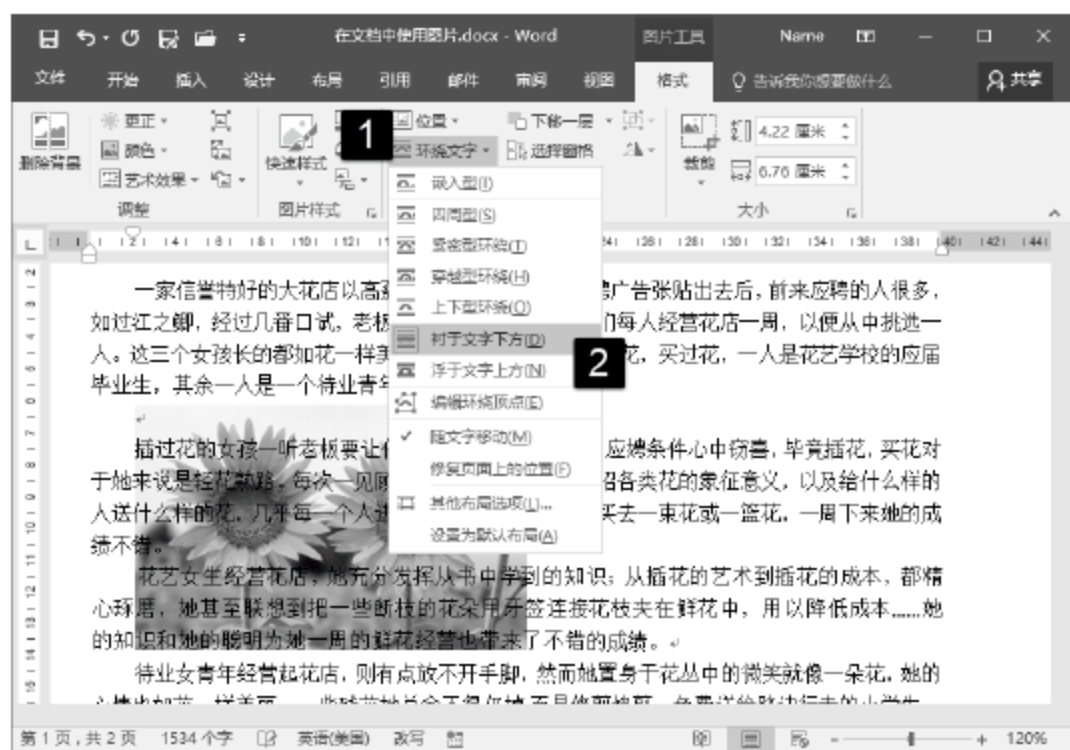 在文档中使用图片.docx - Word
图片工具
Name
文件 开始 插入 设计 布局 引用 邮件 审阅 视图 格式 告诉我你想要做什么 共享
删除背景
更正
颜色
艺术效果
调整
快速样式
图片样式
1
位置
环绕文字
下移一层
选择窗格
裁剪
4.22 厘米
6.76 厘米
大小
嵌入型(I)
四周型(S)
紧密型环绕(T)
穿越型环绕(H)
上下型环绕(O)
衬于文字下方(D)
2
浮于文字上方(N)
编辑环绕顶点(E)
随文字移动(M)
修复页面上的位置(F)
其他布局选项(L)...
设置为默认布局(A)
一家信誉特好的大花店以高 广告张贴出去后，前来应聘的人很多，
如过江之鲫，经过几番口试，老板 们每人经营花店一周，以便从中挑选一
人。这三个女孩长的都如花一样美 花，买过花，一人是花艺学校的应届
毕业生，其余一人是一个待业青年
插过花的女孩一听老板要让 应娉条件心中窃喜，毕竟插花，买花对
于她来说是轻花熟路。每次一见顾 绍各类花的象征意义，以及给什么样的
人送什么样的花，几乎每一个人进 买去一束花或一篮花，一周下来她的成
绩不错。
花艺女生经营花店，她充分发挥从书中学到的知识；从插花的艺术到插花的成本，都精
心琢磨，她甚至联想到把一些断枝的花朵用牙签连接花枝夹在鲜花中，用以降低成本......她
的知识和她的聪明为她一周的鲜花经营也带来了不错的成绩。
待业女青年经营起花店，则有点放不开手脚，然而她置身于花丛中的微笑就像一朵花，她的
第 1 页，共 2 页 1534 个字 英语(美国) 改写 120%